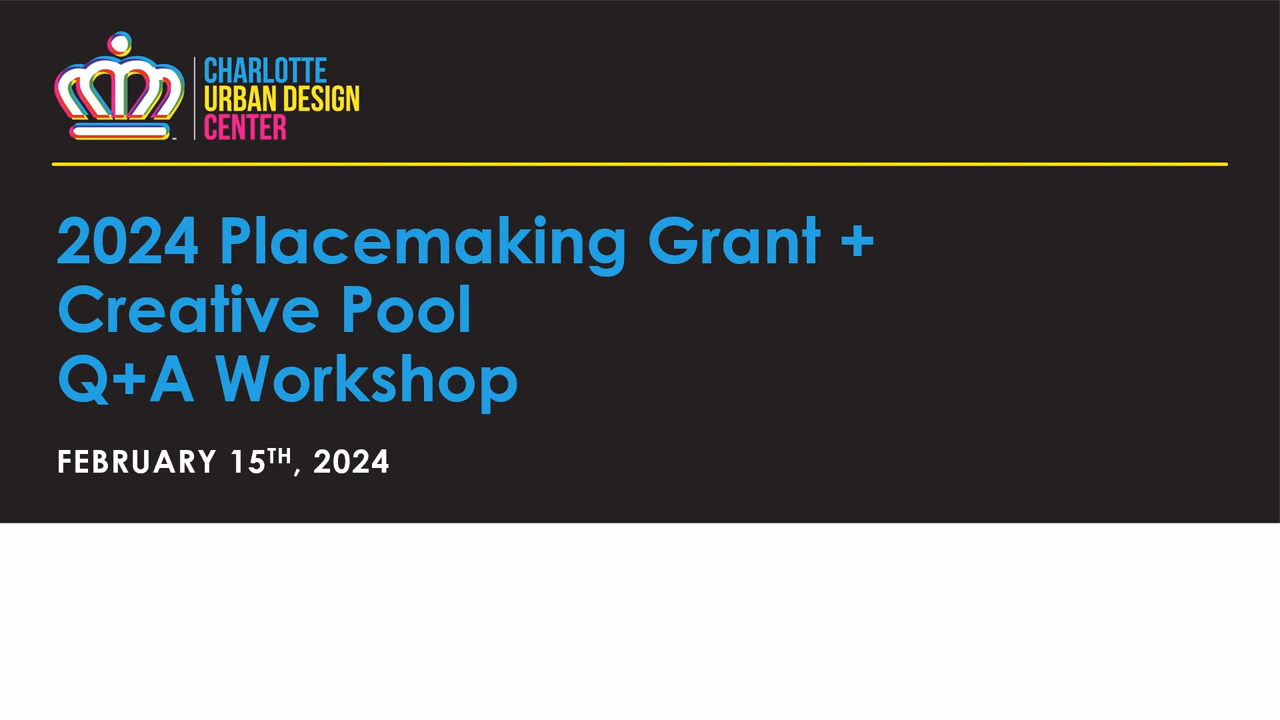 CHARLOTTE
URBAN DESIGN
CENTER
2024 Placemaking Grant +
Creative Pool
Q+A Workshop
FEBRUARY 15TH, 2024